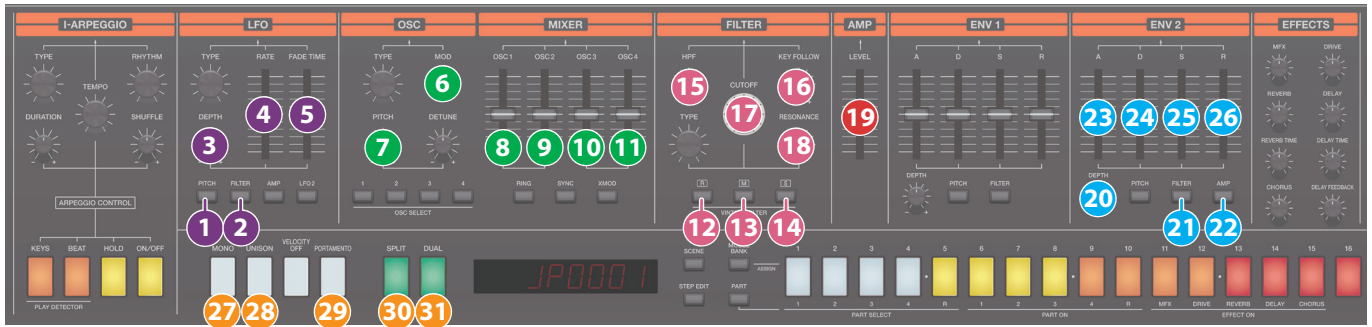 I-ARPEGGIO LFO OSC MIXER FILTER AMP ENV 1 ENV 2 EFFECTS
TYPE RHYTHM
TEMPO
DURATION SHUFFLE
ARPEGGIO CONTROL
KEYS BEAT HOLD ON/OFF
PLAY DETECTOR
TYPE RATE FADE TIME
4 5
DEPTH
3
PITCH FILTER AMP LFO 2
1 2
MONO UNISON VELOCITY OFF PORTAMENTO
27 28 29
TYPE MOD
6
PITCH DETUNE
7
1 2 3 4
OSC SELECT
SPLIT DUAL
30 31
OSC 1 OSC 2 OSC 3 OSC 4
8 9 10 11
RING SYNC XMOD
JP0001
HPF KEY FOLLOW
15 16
CUTOFF
17
TYPE RESONANCE
18
R M S
12 13 14
SCENE BANK
ASSIGN
STEP EDIT PART
LEVEL
19
A D S R
DEPTH PITCH FILTER
A D S R
23 24 25 26
DEPTH PITCH FILTER AMP
20 21 22
MFX DRIVE
REVERB DELAY
REVERB TIME DELAY TIME
CHORUS DELAY FEEDBACK
1 2 3 4 5 6 7 8 9 10 11 12 13 14 15 16
1 2 3 4 R 1 2 3 4 R MFX DRIVE REVERB DELAY CHORUS
PART SELECT PART ON EFFECT ON